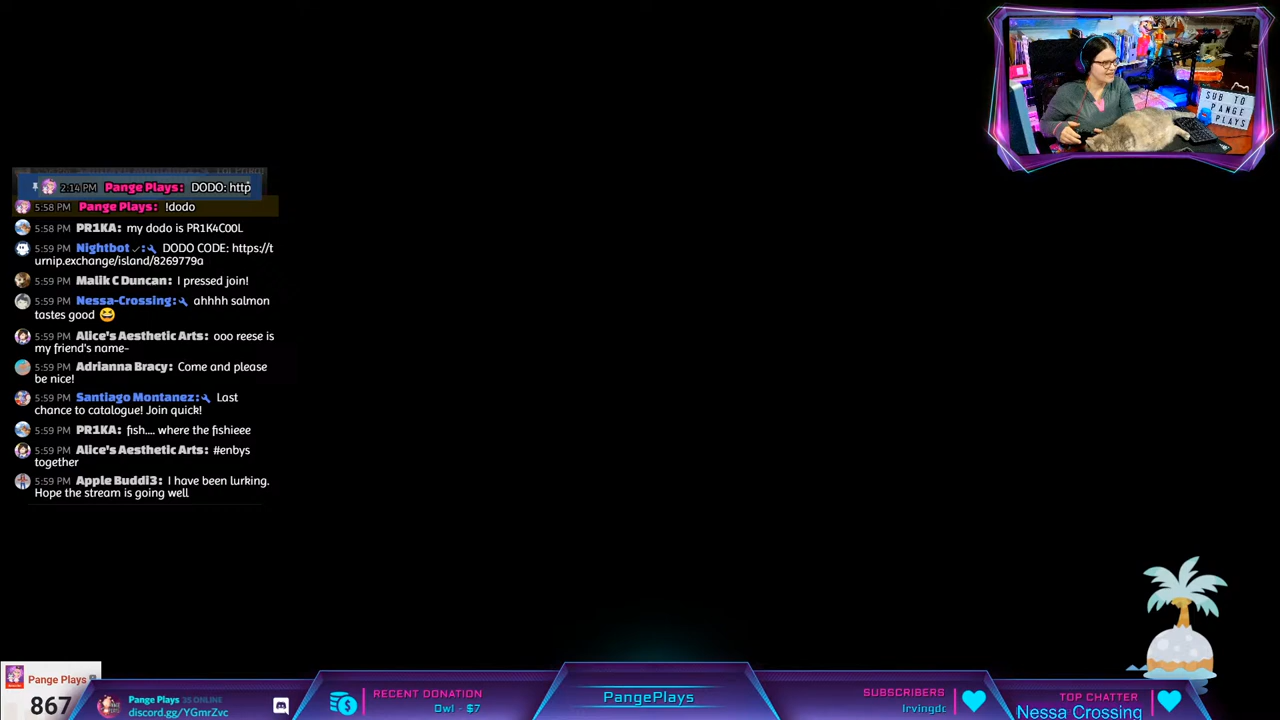 SUB TO
PANGE
PLAYS
2:14 PM Pange Plays: DODO: http
5:58 PM Pange Plays: !dodo
5:58 PM PR1KA: my dodo is PR1K4C00L
5:59 PM Nightbot: DODO CODE: https://t
urnip.exchange/island/8269779a
5:59 PM Malik C Duncan: I pressed join!
5:59 PM Nessa-Crossing: ahhhh salmon
tastes good 😆
5:59 PM Alice's Aesthetic Arts: ooo reese is
my friend's name-
5:59 PM Adrianna Bracy: Come and please
be nice!
5:59 PM Santiago Montanez: Last
chance to catalogue! Join quick!
5:59 PM PR1KA: fish.... where the fishieee
5:59 PM Alice's Aesthetic Arts: #enbys
together
5:59 PM Apple Buddi3: I have been lurking.
Hope the stream is going well
Pange Plays
867
Pange Plays 35 ONLINE
discord.gg/YGmrZvc
RECENT DONATION
Owl - $7
PangePlays
SUBSCRIBERS
Irvingdc
TOP CHATTER
Nessa Crossing